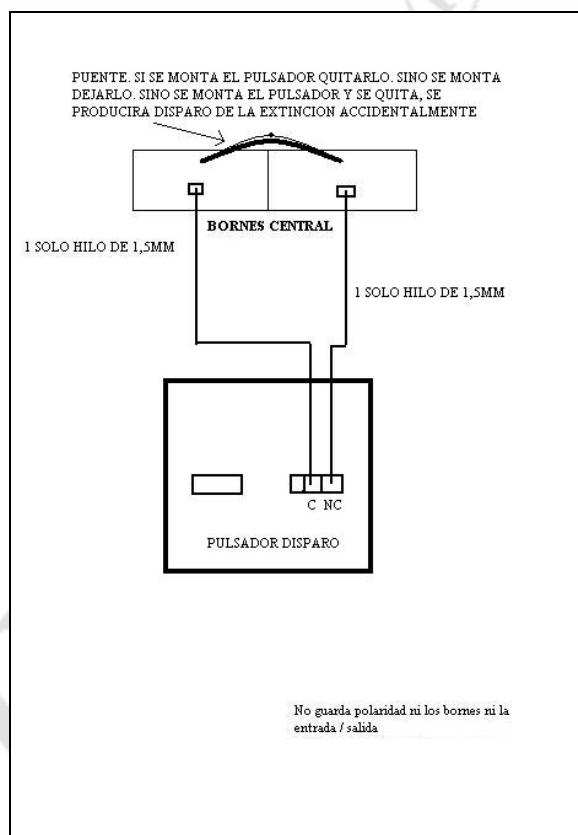 PUENTE. SI SE MONTA EL PULSADOR QUITARLO. SINO SE MONTA
DEJARLO. SINO SE MONTA EL PULSADOR Y SE QUITA, SE
PRODUCIRA DISPARO DE LA EXTINCION ACCIDENTALMENTE
BORNES CENTRAL
1 SOLO HILO DE 1,5MM
1 SOLO HILO DE 1,5MM
C NC
PULSADOR DISPARO
No guarda polaridad ni los bornes ni la
entrada / salida